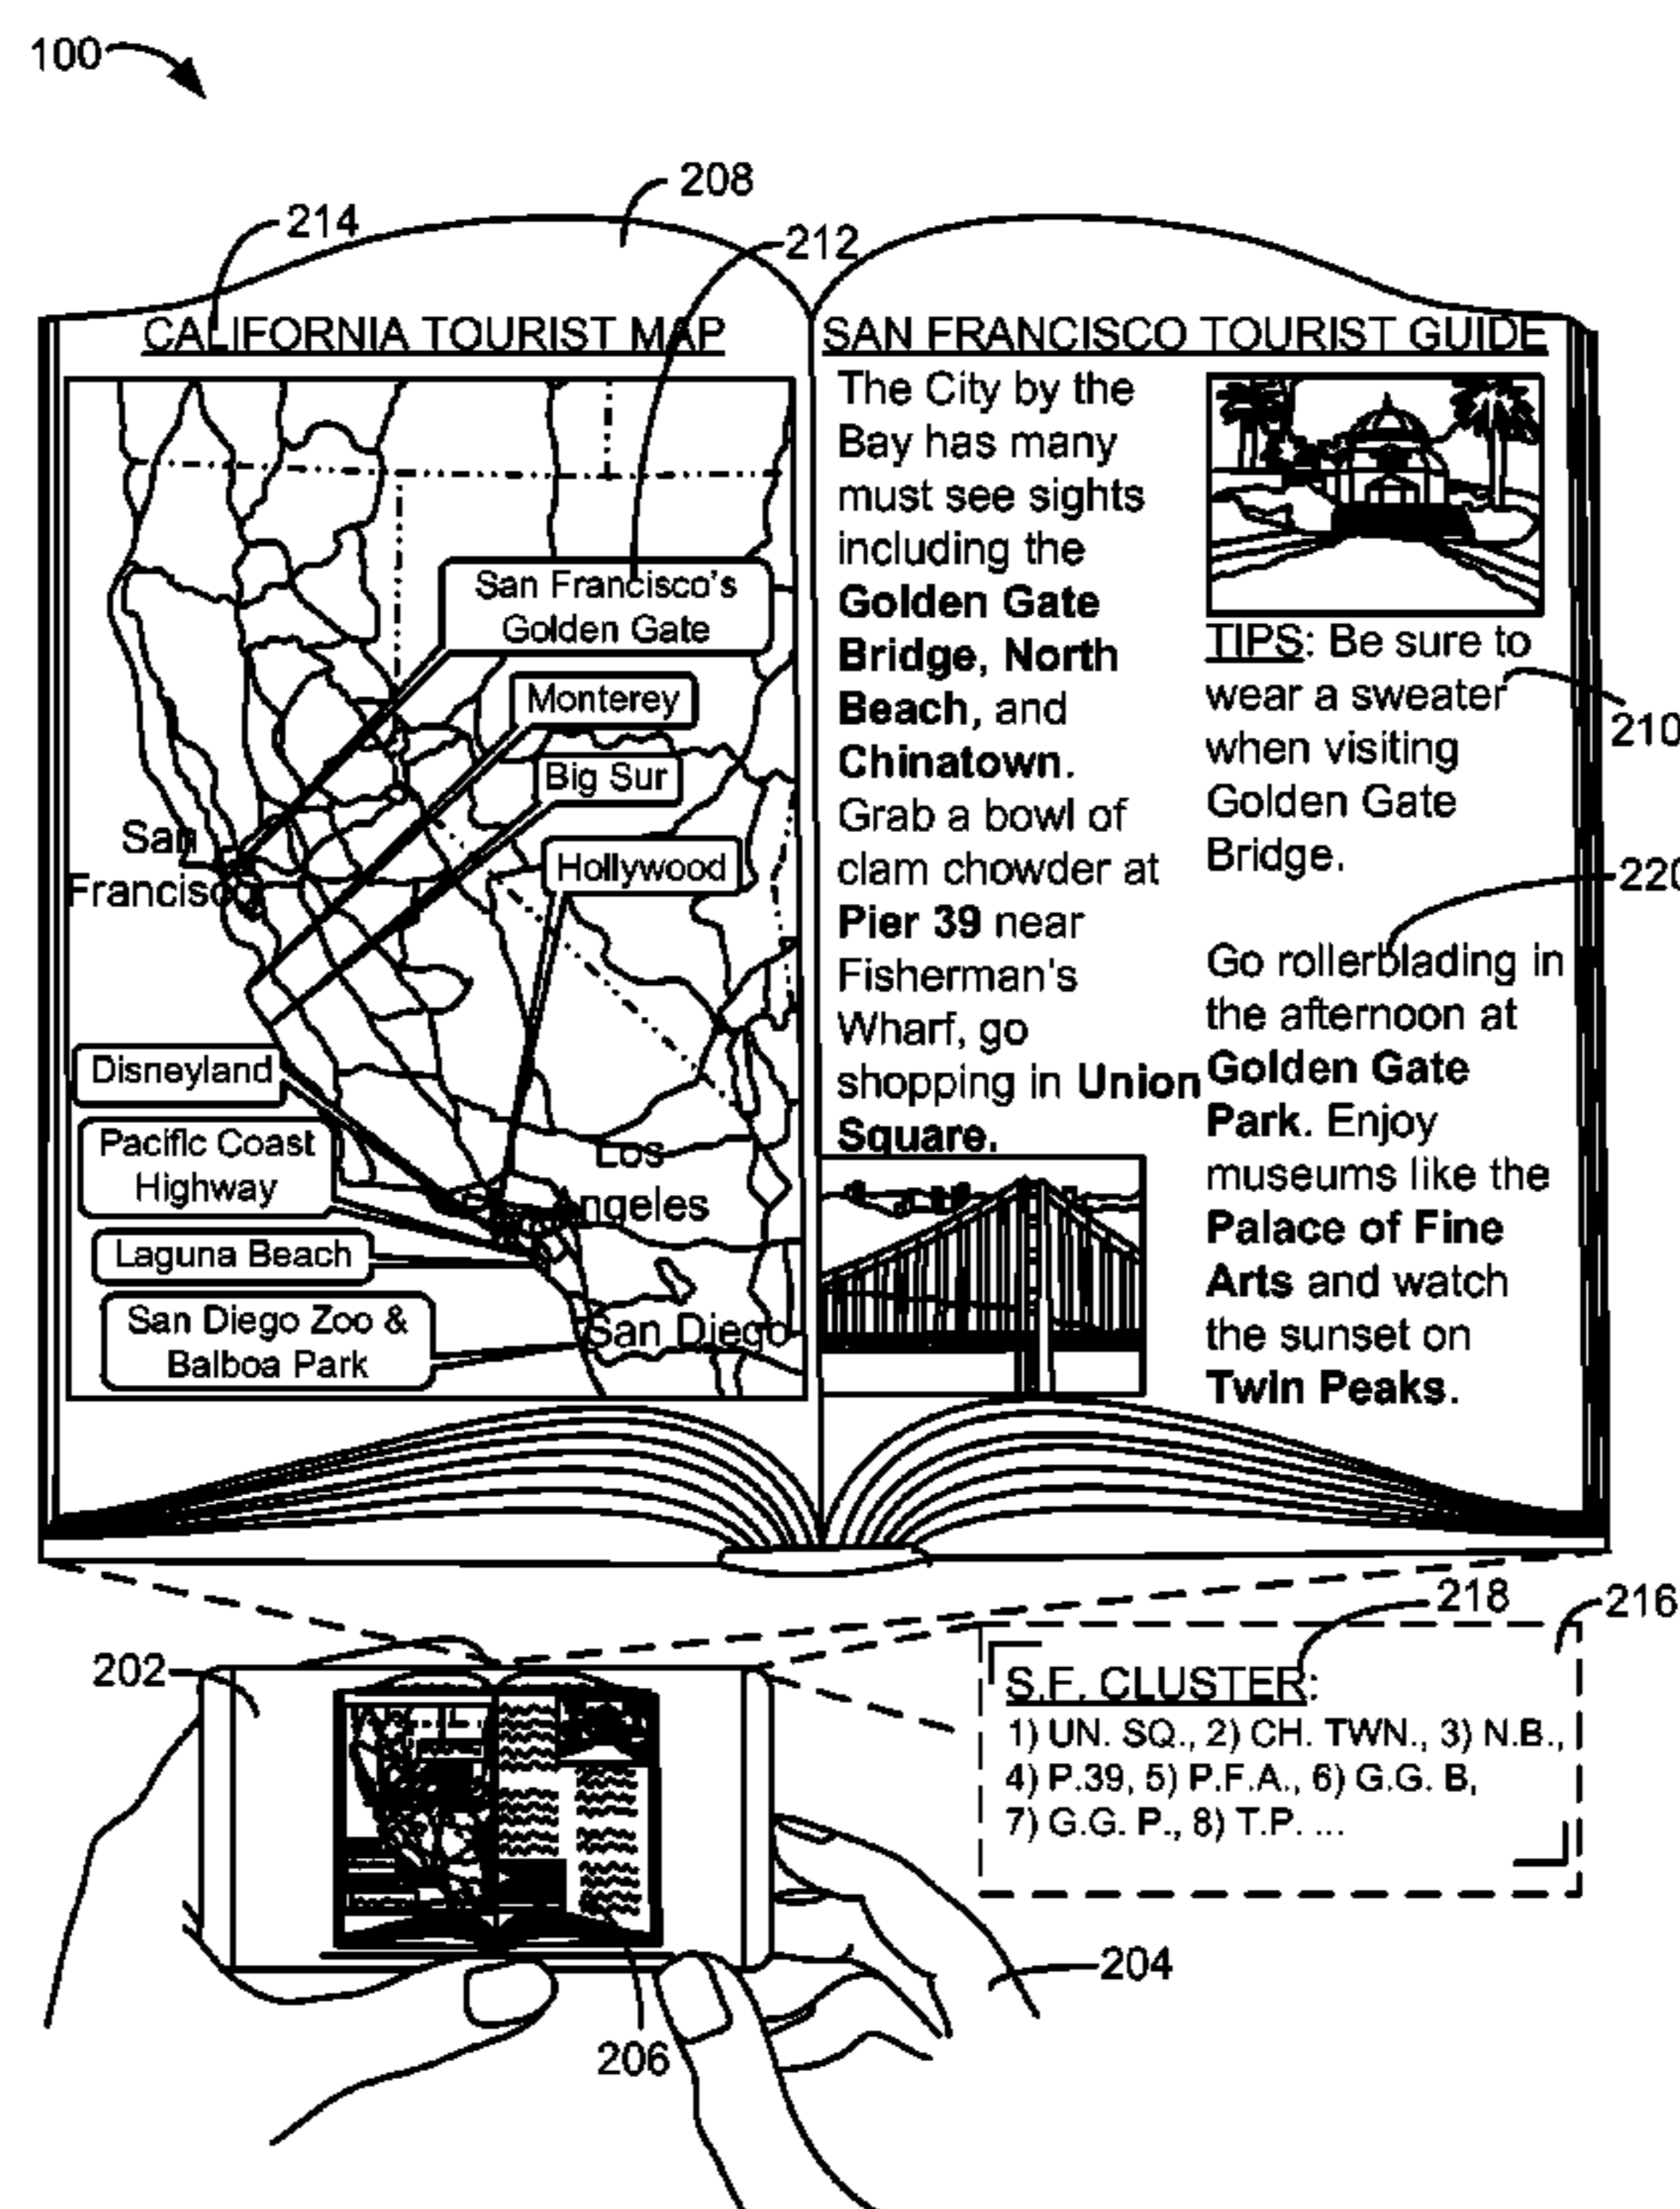 100
208
214
212
CALIFORNIA TOURIST MAP
San Francisco's
Golden Gate
Monterey
Big Sur
Hollywood
San
Francisco
Disneyland
Pacific Coast
Highway
Laguna Beach
San Diego Zoo &
Balboa Park
Los
Angeles
San Diego
SAN FRANCISCO TOURIST GUIDE
The City by the
Bay has many
must see sights
including the
Golden Gate
Bridge, North
Beach, and
Chinatown.
Grab a bowl of
clam chowder at
Pier 39 near
Fisherman's
Wharf, go
shopping in Union
Square.
TIPS: Be sure to
wear a sweater
when visiting
Golden Gate
Bridge.
210
220
Go rollerblading in
the afternoon at
Golden Gate
Park. Enjoy
museums like the
Palace of Fine
Arts and watch
the sunset on
Twin Peaks.
218
216
202
S.F. CLUSTER:
1) UN. SQ., 2) CH. TWN., 3) N.B.,
4) P.39, 5) P.F.A., 6) G.G. B,
7) G.G. P., 8) T.P. ...
204
206